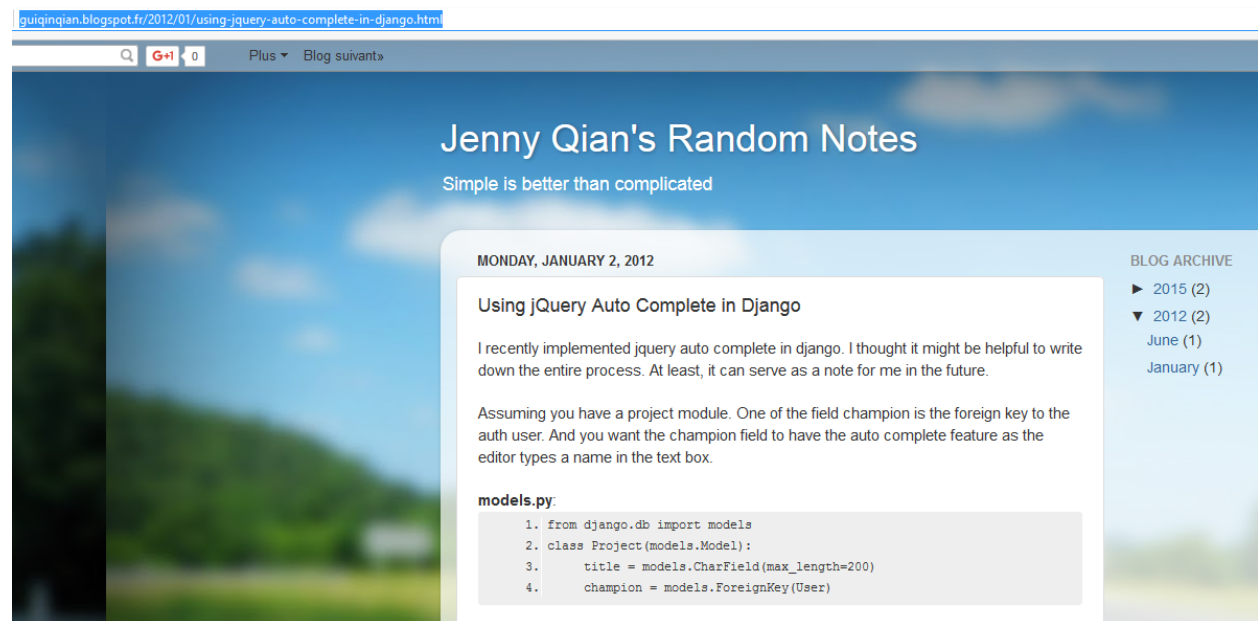 guiqinqian.blogspot.fr/2012/01/using-jquery-auto-complete-in-django.html
G+1 0 Plus ▾ Blog suivant»
Jenny Qian's Random Notes
Simple is better than complicated
MONDAY, JANUARY 2, 2012
Using jQuery Auto Complete in Django
I recently implemented jquery auto complete in django. I thought it might be helpful to write
down the entire process. At least, it can serve as a note for me in the future.
Assuming you have a project module. One of the field champion is the foreign key to the
auth user. And you want the champion field to have the auto complete feature as the
editor types a name in the text box.
models.py:
1. from django.db import models
2. class Project(models.Model):
3. title = models.CharField(max_length=200)
4. champion = models.ForeignKey(User)
BLOG ARCHIVE
► 2015 (2)
▼ 2012 (2)
June (1)
January (1)